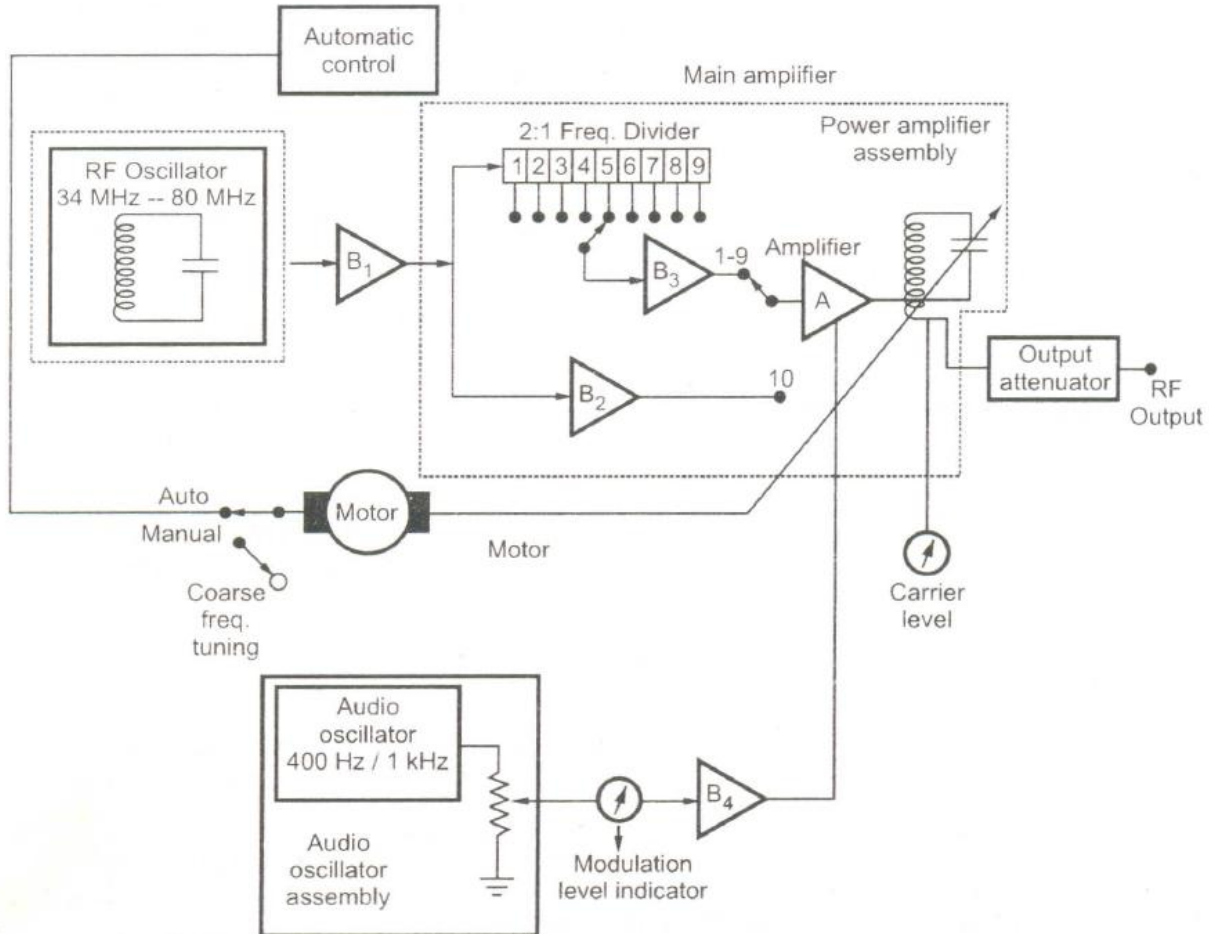 Automatic
control
Main amplifier
2:1 Freq. Divider
1 2 3 4 5 6 7 8 9
Power amplifier
assembly
RF Oscillator
34 MHz -- 80 MHz
B1
B3
1-9
Amplifier
A
B2
10
Output
attenuator
RF
Output
Auto
Manual
Motor
Motor
Coarse
freq.
tuning
Carrier
level
Audio
oscillator
400 Hz / 1 kHz
Audio
oscillator
assembly
Modulation
level indicator
B4